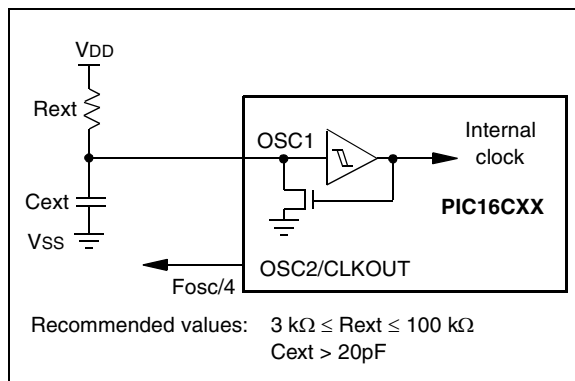 VDD
Rext
OSC1
Internal
clock
Cext
PIC16CXX
VSS
OSC2/CLKOUT
Fosc/4
Recommended values: 3 kΩ ≤ Rext ≤ 100 kΩ
Cext > 20pF